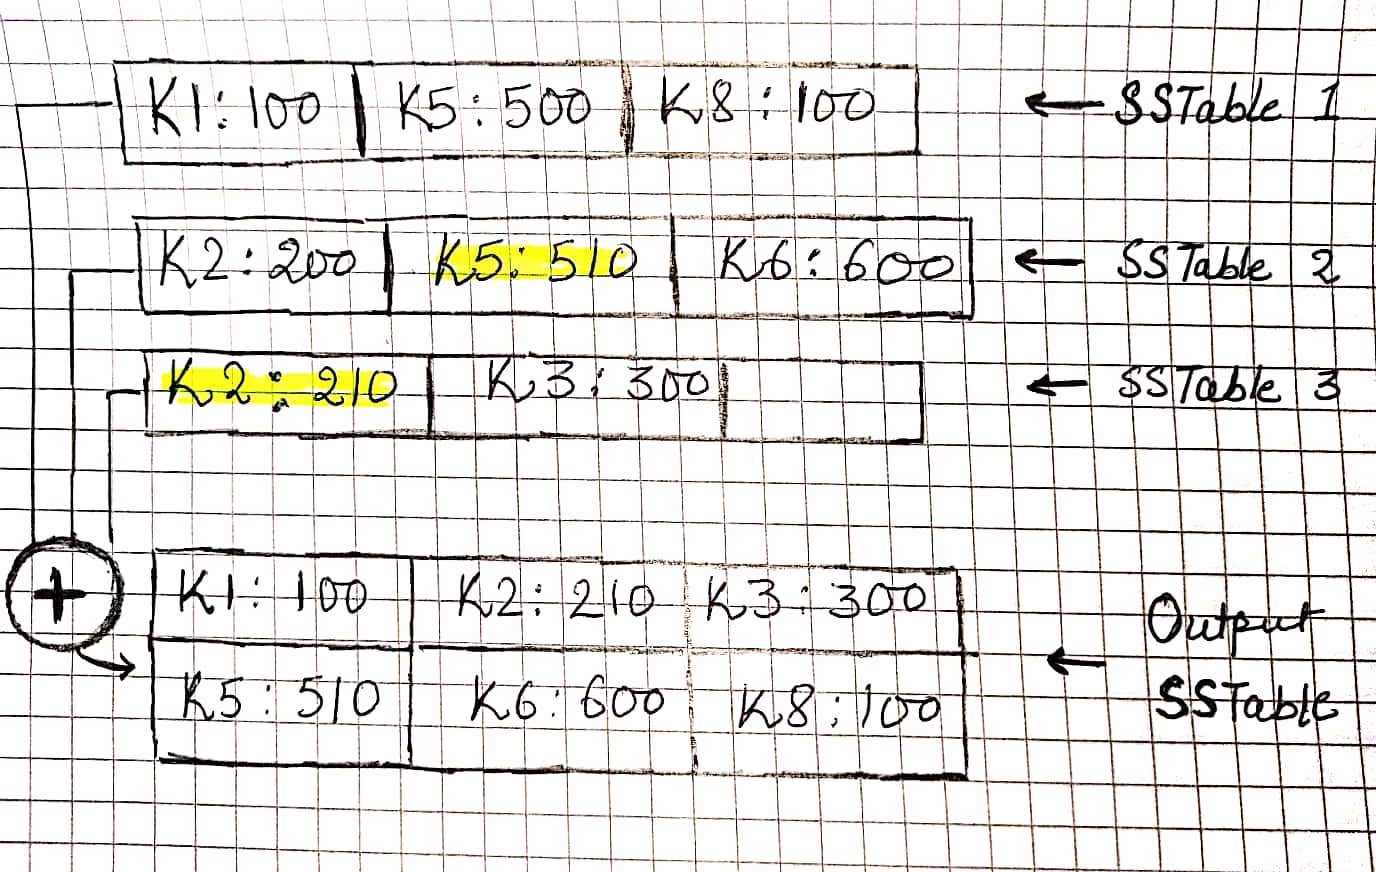 K1: 100 K5: 500 K8: 100 ← SSTable 1
K2: 200 K5: 510 K6: 600 ← SSTable 2
K2: 210 K3: 300 ← SSTable 3
+
K1: 100 K2: 210 K3: 300
K5: 510 K6: 600 K8: 100
← Output
SSTable